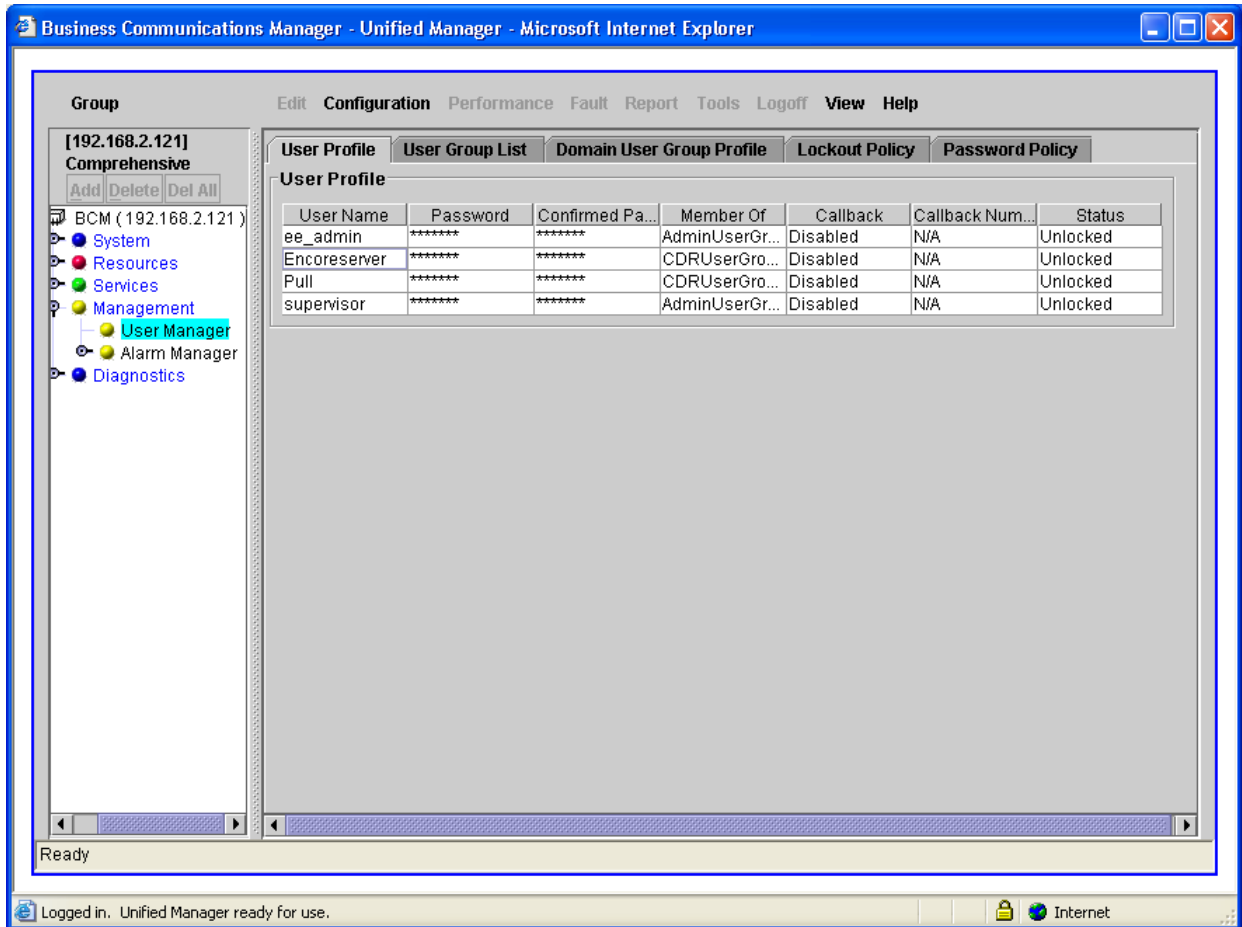 Business Communications Manager - Unified Manager - Microsoft Internet Explorer
Group
Edit Configuration Performance Fault Report Tools Logoff View Help
[192.168.2.121]
Comprehensive
Add Delete Del All
BCM ( 192.168.2.121 )
System
Resources
Services
Management
User Manager
Alarm Manager
Diagnostics
User Profile User Group List Domain User Group Profile Lockout Policy Password Policy
User Profile
User Name Password Confirmed Pa... Member Of Callback Callback Num... Status
ee_admin ******* ******* AdminUserGr... Disabled N/A Unlocked
Encoreserver ******* ******* CDRUserGro... Disabled N/A Unlocked
Pull ******* ******* CDRUserGro... Disabled N/A Unlocked
supervisor ******* ******* AdminUserGr... Disabled N/A Unlocked
Ready
Logged in. Unified Manager ready for use. Internet